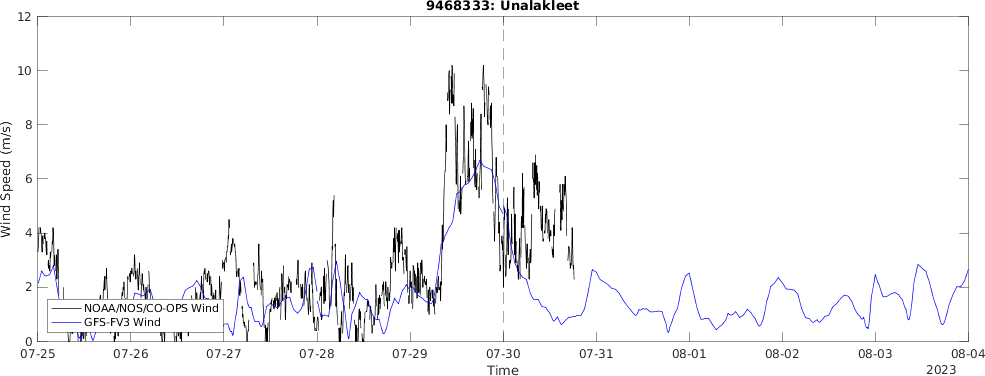 9468333: Unalakleet
Wind Speed (m/s)
12
10
8
6
4
2
0
NOAA/NOS/CO-OPS Wind
GFS-FV3 Wind
07-25 07-26 07-27 07-28 07-29 07-30 07-31 08-01 08-02 08-03 08-04
Time
2023